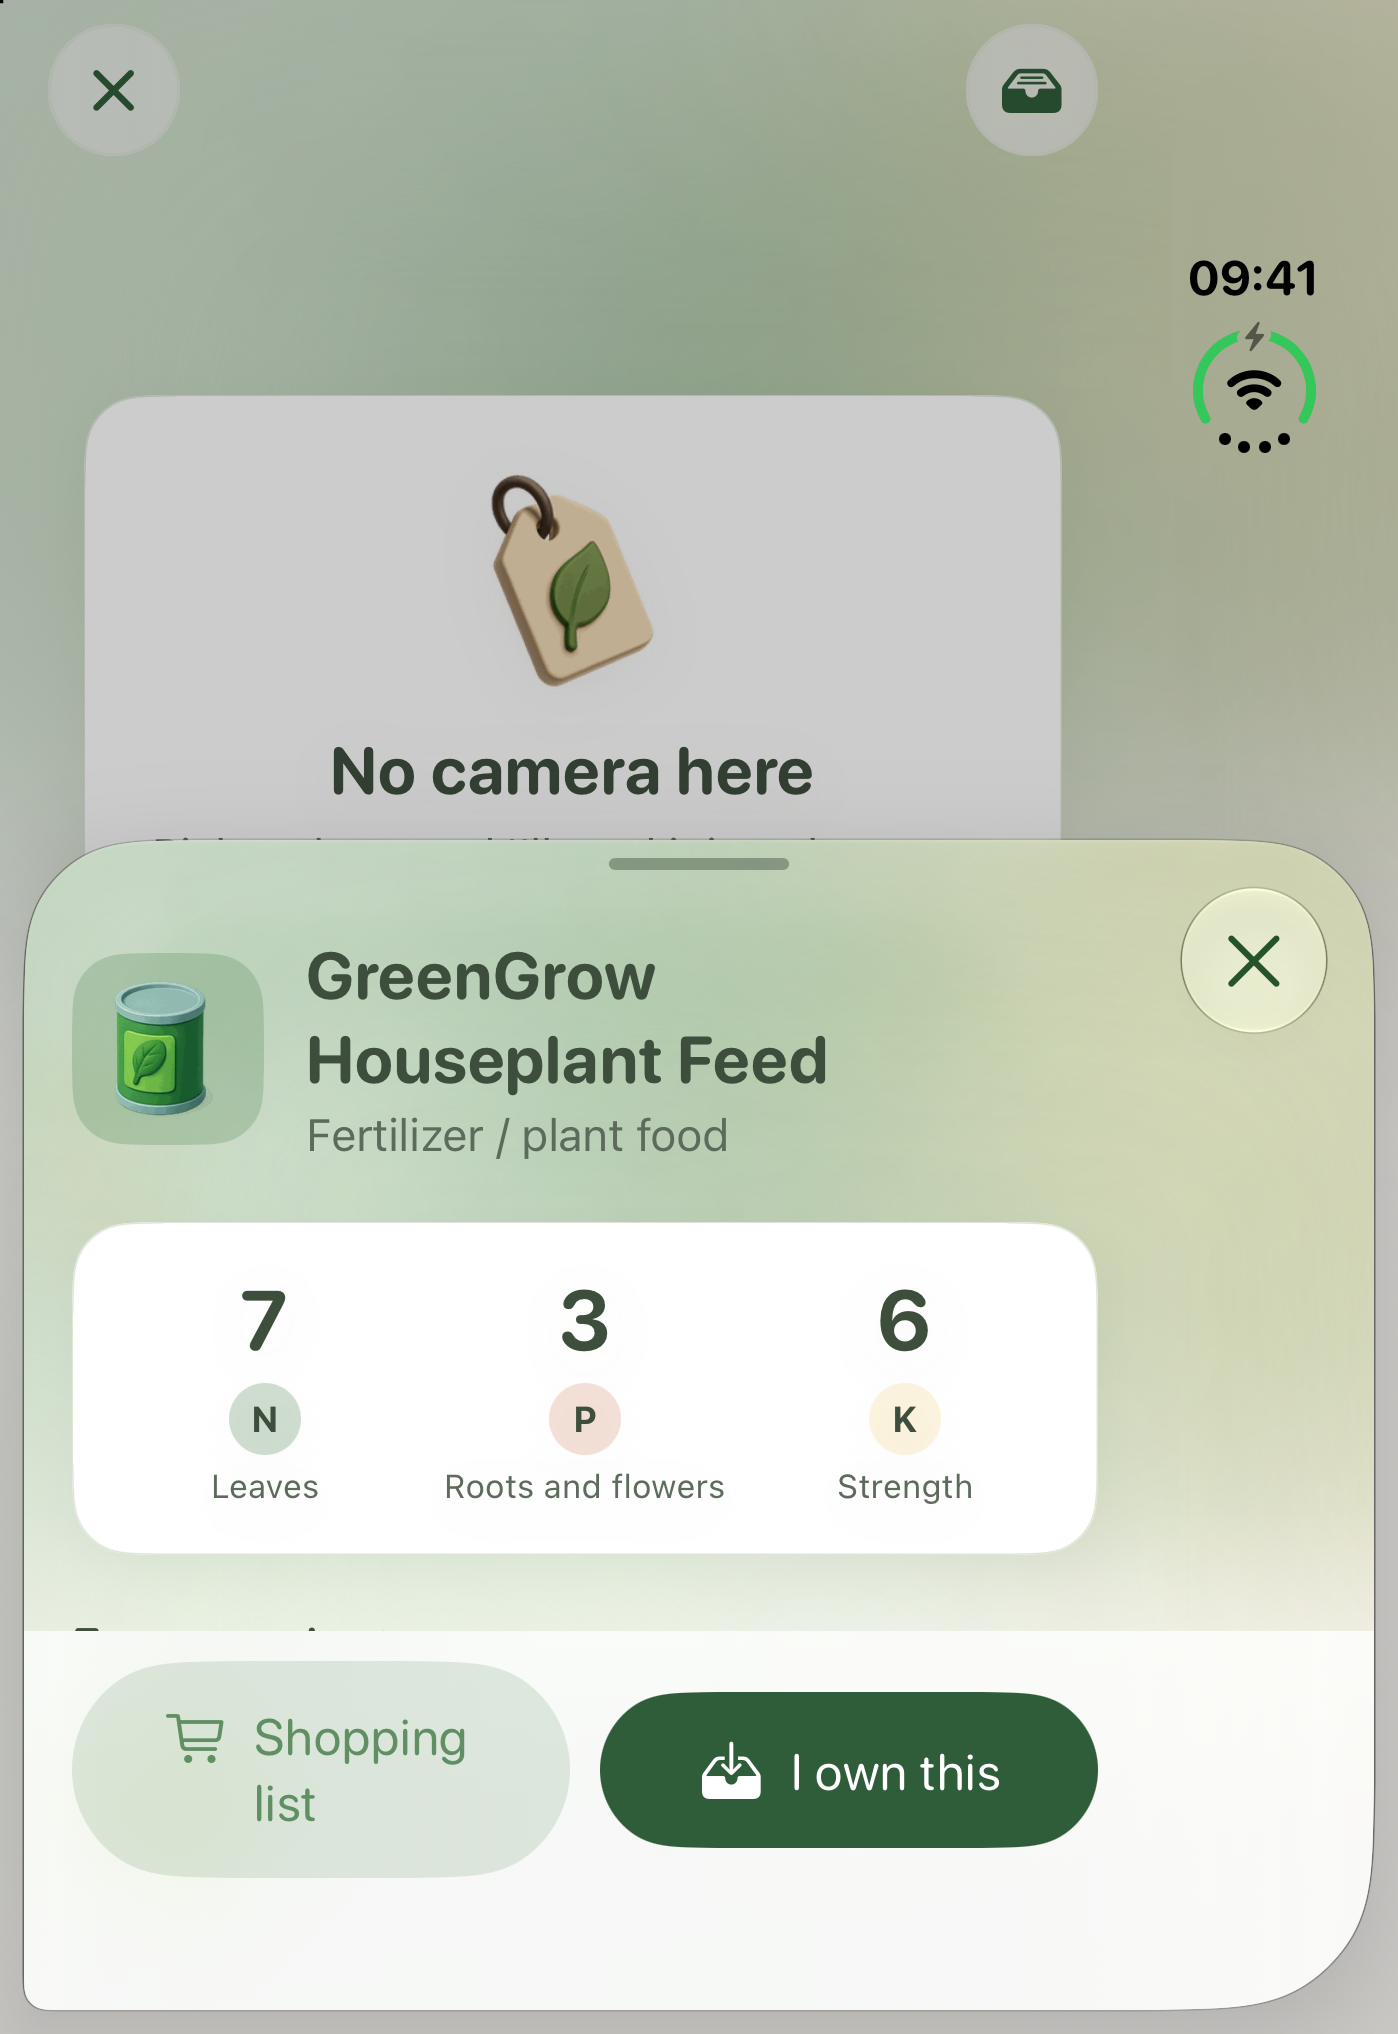 09:41
No camera here
GreenGrow
Houseplant Feed
Fertilizer / plant food
7 3 6
N P K
Leaves Roots and flowers Strength
Shopping
list
I own this